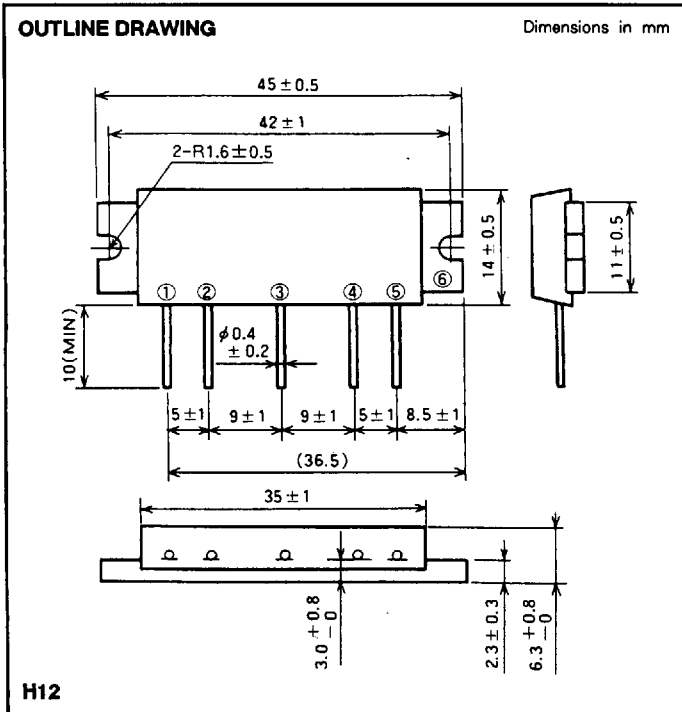 OUTLINE DRAWING
Dimensions in mm
45±0.5
42±1
2-R1.6±0.5
14±0.5
11±0.5
① ② ③ ④ ⑤ ⑥
10(MIN)
φ0.4
±0.2
5±1 9±1 9±1 5±1 8.5±1
(36.5)
35±1
3.0 +0.8 −0
2.3±0.3
6.3 +0.8 −0
H12